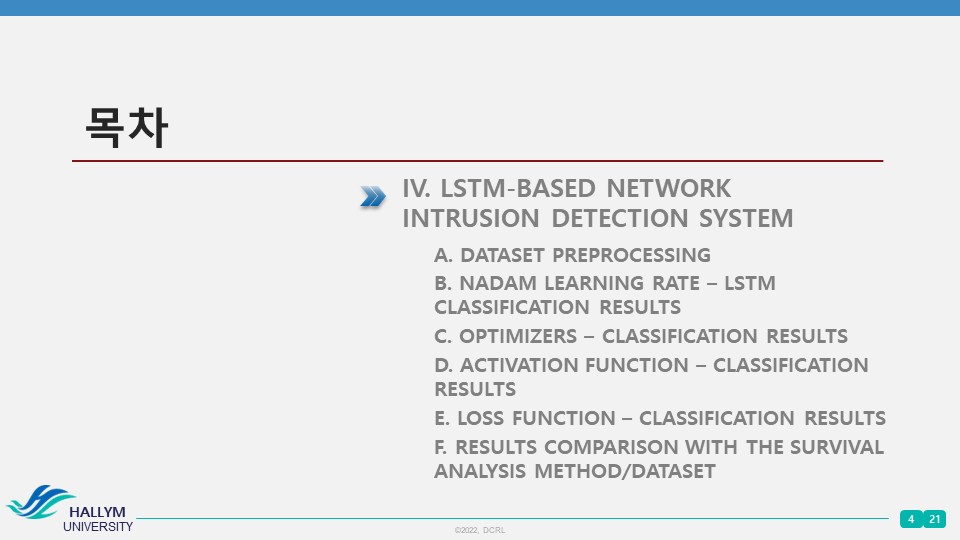 목차
IV. LSTM-BASED NETWORK
INTRUSION DETECTION SYSTEM
A. DATASET PREPROCESSING
B. NADAM LEARNING RATE – LSTM
CLASSIFICATION RESULTS
C. OPTIMIZERS – CLASSIFICATION RESULTS
D. ACTIVATION FUNCTION – CLASSIFICATION
RESULTS
E. LOSS FUNCTION – CLASSIFICATION RESULTS
F. RESULTS COMPARISON WITH THE SURVIVAL
ANALYSIS METHOD/DATASET
HALLYM
UNIVERSITY
©2022, DCRL
4 21